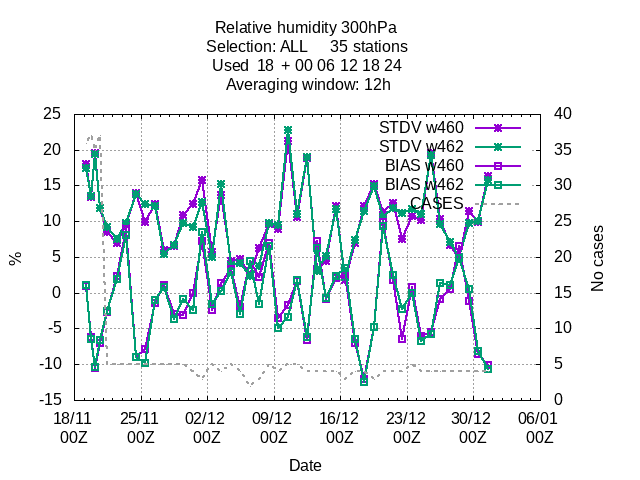 Relative humidity 300hPa
Selection: ALL 35 stations
Used 18 + 00 06 12 18 24
Averaging window: 12h
25
20
15
10
5
0
-5
-10
-15
40
35
30
25
20
15
10
5
0
STDV w460
STDV w462
BIAS w460
BIAS w462
CASES
%
No cases
18/11 25/11 02/12 09/12 16/12 23/12 30/12 06/01
00Z 00Z 00Z 00Z 00Z 00Z 00Z 00Z
Date